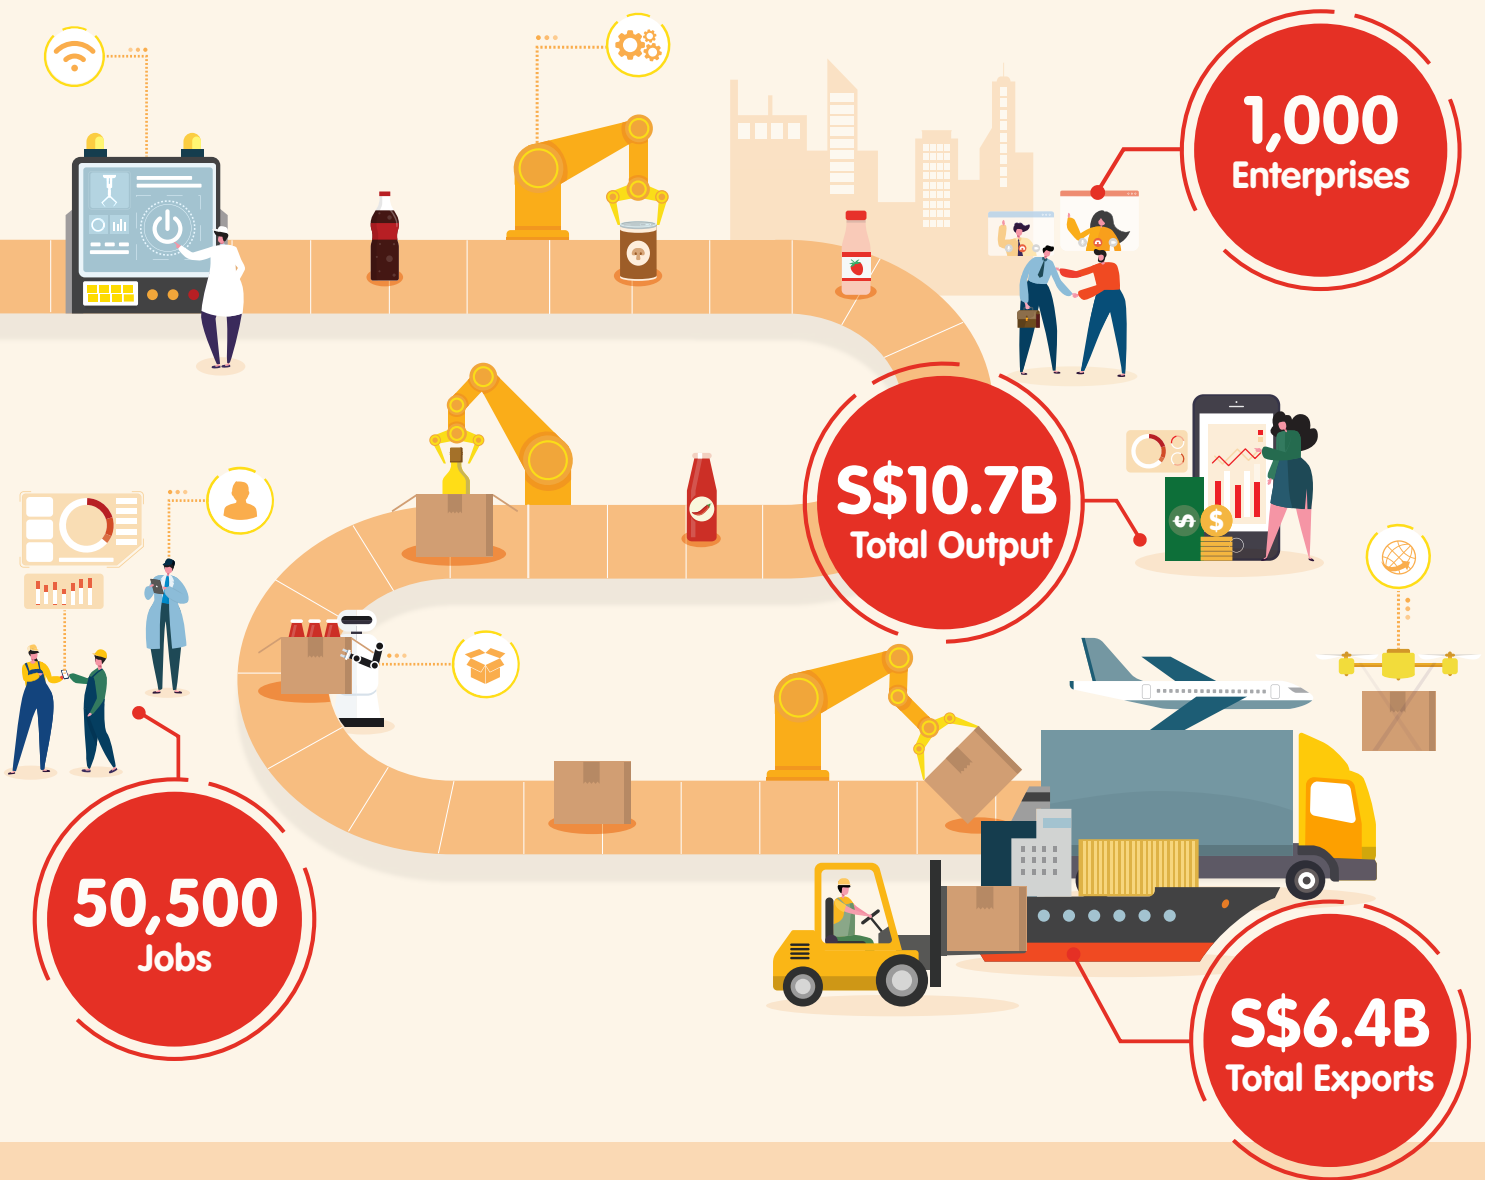 1,000
Enterprises
S$10.7B
Total Output
50,500
Jobs
S$6.4B
Total Exports